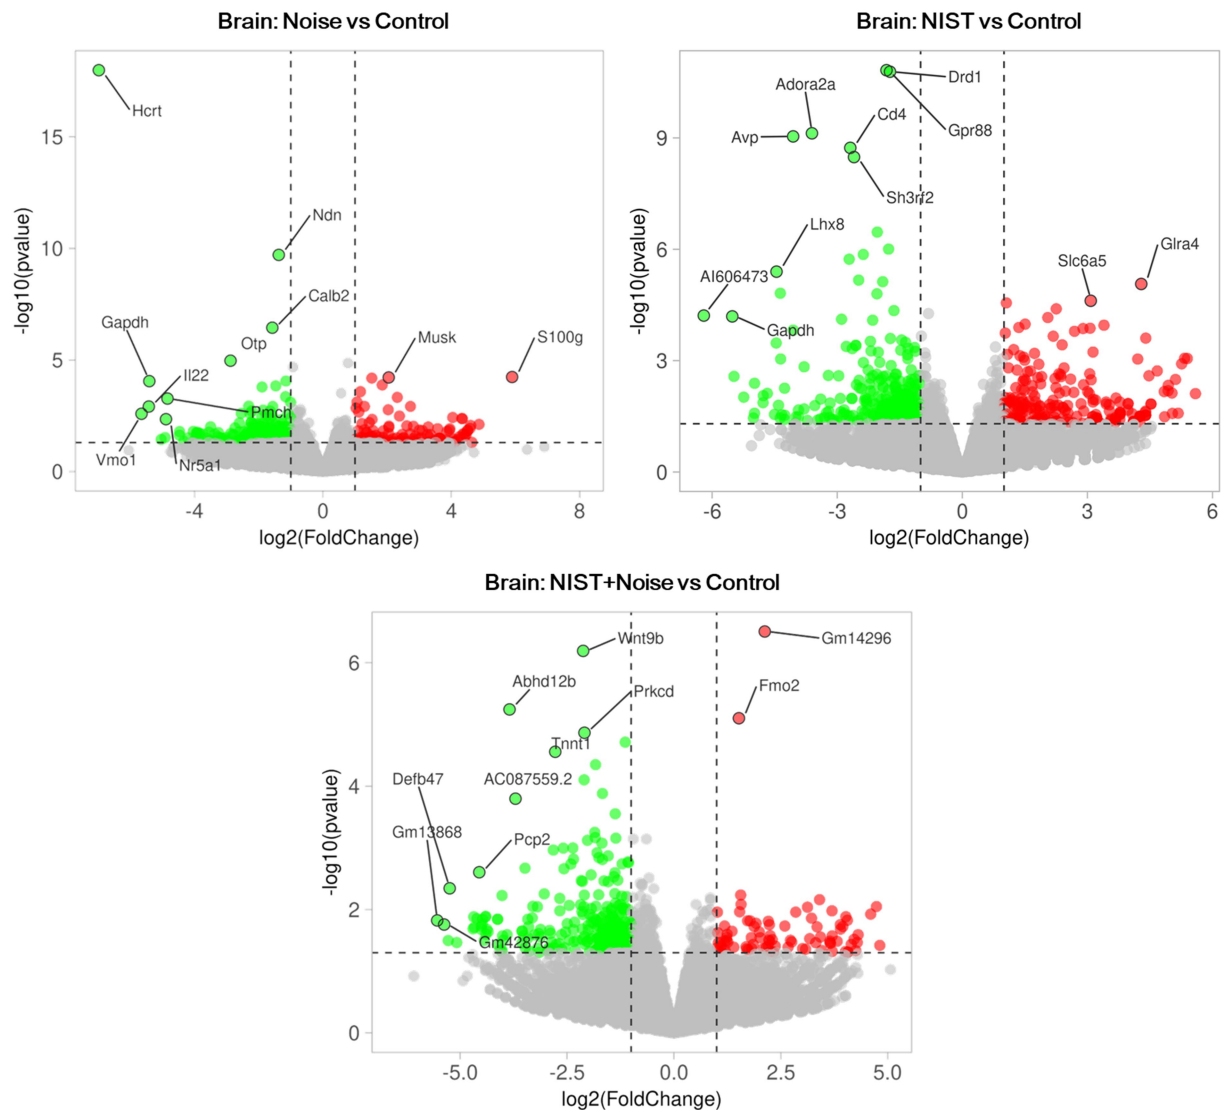 Brain: Noise vs Control
Hcrt
Ndn
Calb2
Gapdh
Otp
Il22
Musk
S100g
Pmch
Vmo1
Nr5a1
15
10
5
0
-4
0
4
8
-log10(pvalue)
log2(FoldChange)
Brain: NIST vs Control
Drd1
Adora2a
Cd4
Gpr88
Avp
Sh3rf2
Lhx8
Glra4
Slc6a5
AI606473
Gapdh
9
6
3
0
-6
-3
0
3
6
-log10(pvalue)
log2(FoldChange)
Brain: NIST+Noise vs Control
Wnt9b
Gm14296
Abhd12b
Prkcd
Fmo2
Tnnt1
Defb47
AC087559.2
Gm13868
Pcp2
Gm42876
6
4
2
0
-5.0
-2.5
0.0
2.5
5.0
-log10(pvalue)
log2(FoldChange)